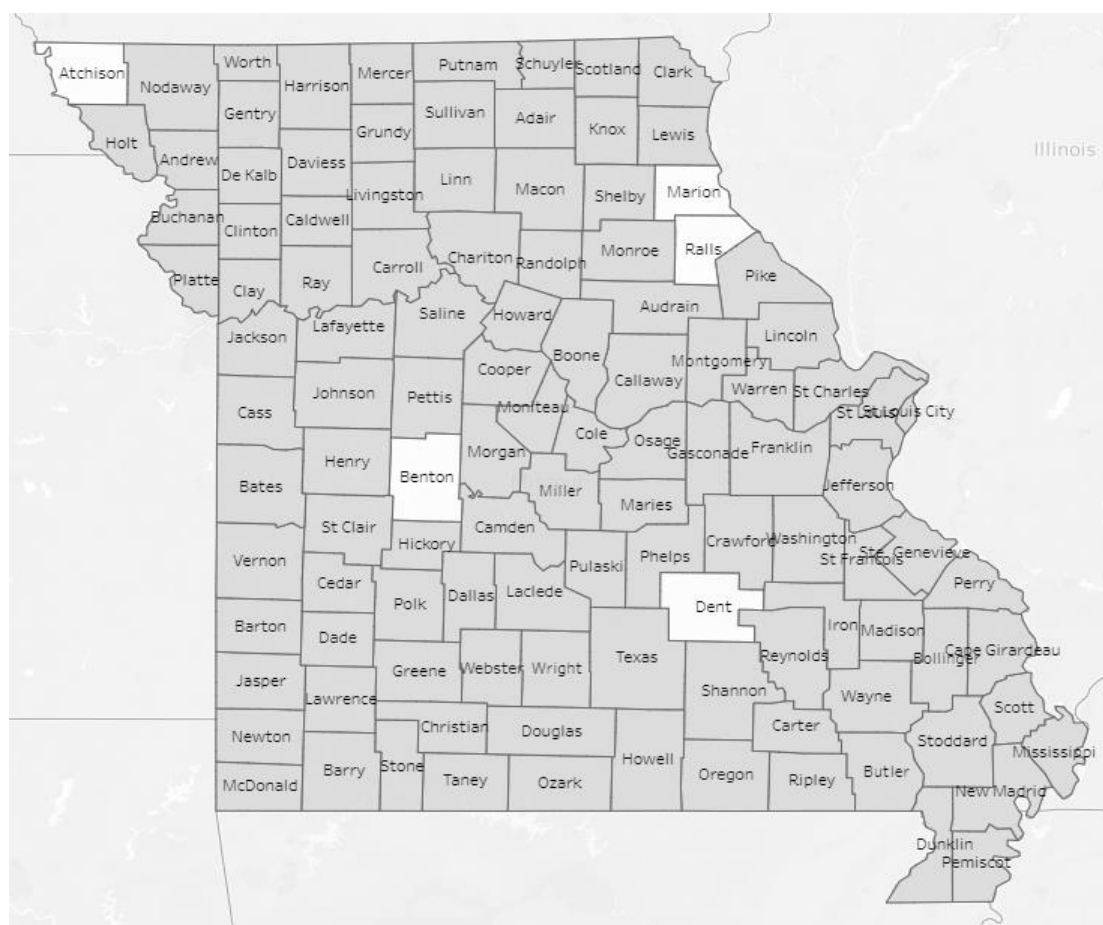 Atchison
Nodaway
Worth
Harrison
Mercer
Putnam
Schuyler
Scotland
Clark
Gentry
Sullivan
Adair
Knox
Lewis
Grundy
Holt
Andrew
De Kalb
Daviess
Livingston
Linn
Macon
Shelby
Marion
Illinois
Buchanan
Clinton
Caldwell
Chariton
Randolph
Monroe
Ralls
Platte
Clay
Ray
Carroll
Pike
Audrain
Jackson
Lafayette
Saline
Howard
Boone
Montgomery
Lincoln
Cooper
Callaway
Warren
St Charles
St Louis
St Louis City
Cass
Johnson
Pettis
Moniteau
Cole
Osage
Gasconade
Franklin
Bates
Henry
Benton
Morgan
Miller
Maries
Jefferson
St Clair
Hickory
Camden
Pulaski
Phelps
Crawford
Washington
St Francois
Ste. Genevieve
Vernon
Cedar
Polk
Dallas
Laclede
Dent
Perry
Barton
Dade
Greene
Webster
Wright
Texas
Reynolds
Iron
Madison
Bollinger
Cape Girardeau
Jasper
Lawrence
Shannon
Wayne
Scott
Newton
Christian
Douglas
Howell
Carter
Stoddard
Mississippi
McDonald
Barry
Stone
Taney
Ozark
Oregon
Ripley
Butler
New Madrid
Dunklin
Pemiscot